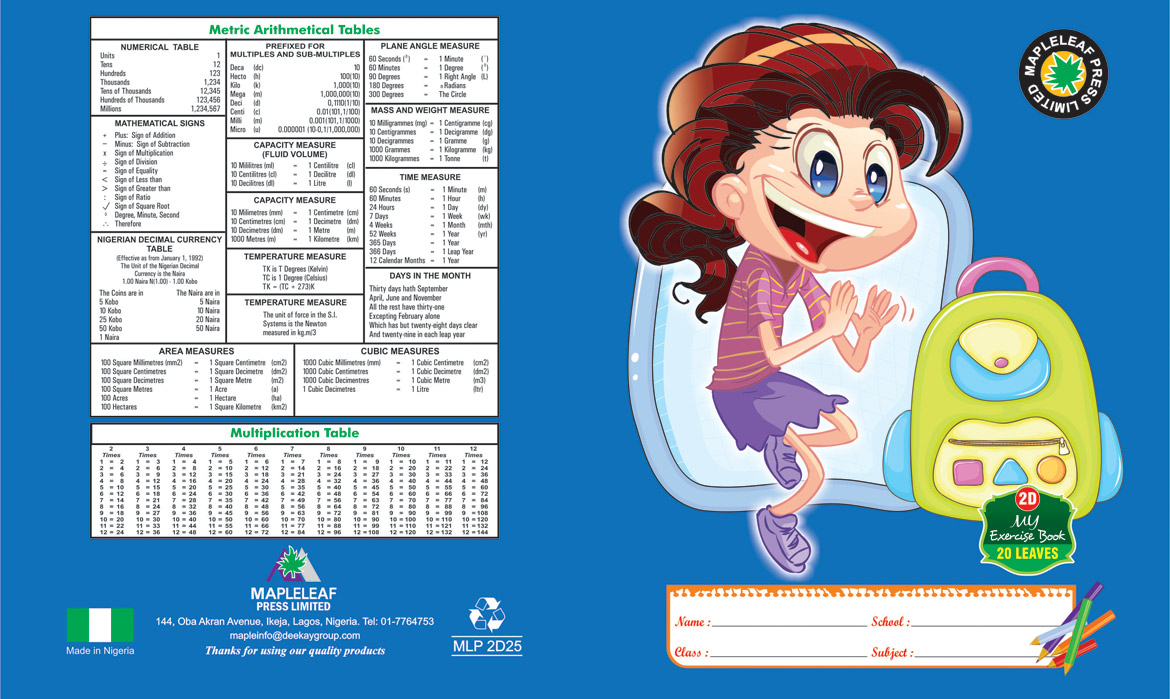 Metric Arithmetical Tables
NUMERICAL TABLE
Units 1
Tens 12
Hundreds 123
Thousands 1,234
Tens of Thousands 12,345
Hundreds of Thousands 123,456
Millions 1,234,567
MATHEMATICAL SIGNS
+ Plus: Sign of Addition
− Minus: Sign of Subtraction
x Sign of Multiplication
÷ Sign of Division
= Sign of Equality
< Sign of Less than
> Sign of Greater than
: Sign of Ratio
√ Sign of Square Root
° Degree, Minute, Second
∴ Therefore
NIGERIAN DECIMAL CURRENCY
TABLE
(Effective as from January 1, 1992)
The Unit of the Nigerian Decimal
Currency is the Naira
1.00 Naira N(1.00) - 1.00 Kobo
The Coins are in The Naira are in
5 Kobo 5 Naira
10 Kobo 10 Naira
25 Kobo 20 Naira
50 Kobo 50 Naira
1 Naira
PREFIXED FOR
MULTIPLES AND SUB-MULTIPLES
Deca (dc) 10
Hecto (h) 100(10)
Kilo (k) 1,000(10)
Mega (m) 1,000,000(10)
Deci (d) 0,1110(1/10)
Centi (c) 0.01(101,1/100)
Milli (m) 0.001(101,1/1000)
Micro (u) 0.000001 (10-0,1/1,000,000)
CAPACITY MEASURE
(FLUID VOLUME)
10 Mililitres (ml) = 1 Centilitre (cl)
10 Centilitres (cl) = 1 Decilitre (dl)
10 Decilitres (dl) = 1 Litre (l)
CAPACITY MEASURE
10 Milimetres (mm) = 1 Centimetre (cm)
10 Centimetres (cm) = 1 Decimetre (dm)
10 Decimetres (dm) = 1 Metre (m)
1000 Metres (m) = 1 Kilometre (km)
TEMPERATURE MEASURE
TK is T Degrees (Kelvin)
TC is 1 Degree (Celsius)
TK = (TC + 273)K
TEMPERATURE MEASURE
The unit of force in the S.I.
Systems is the Newton
measured in kg.m/3
PLANE ANGLE MEASURE
60 Seconds = 1 Minute
60 Minutes = 1 Degree
90 Degrees = 1 Right Angle (L)
180 Degrees = Radians
300 Degrees = The Circle
MASS AND WEIGHT MEASURE
10 Milligrammes (mg) = 1 Centigramme (cg)
10 Centigrammes = 1 Decigramme (dg)
10 Decigrammes = 1 Gramme (g)
1000 Grammes = 1 Kilogramme (kg)
1000 Kilogrammes = 1 Tonne (t)
TIME MEASURE
60 Seconds (s) = 1 Minute (m)
60 Minutes = 1 Hour (h)
24 Hours = 1 Day (dy)
7 Days = 1 Week (wk)
4 Weeks = 1 Month (mth)
52 Weeks = 1 Year (yr)
365 Days = 1 Year
366 Days = 1 Leap Year
12 Calendar Months = 1 Year
DAYS IN THE MONTH
Thirty days hath September
April, June and November
All the rest have thirty-one
Excepting February alone
Which has but twenty-eight days clear
And twenty-nine in each leap year
AREA MEASURES
100 Square Millimetres (mm2) = 1 Square Centimetre (cm2)
100 Square Centimetres = 1 Square Decimetre (dm2)
100 Square Decimetres = 1 Square Metre (m2)
100 Square Metres = 1 Acre (a)
100 Acres = 1 Hectare (ha)
100 Hectares = 1 Square Kilometre (km2)
CUBIC MEASURES
1000 Cubic Millimetres (mm) = 1 Cubic Centimetre (cm2)
1000 Cubic Centimetres = 1 Cubic Decimetre (dm2)
1000 Cubic Decimentres = 1 Cubic Metre (m3)
1 Cubic Decimetres = 1 Litre (ltr)
Multiplication Table
2 3 4 5 6 7 8 9 10 11 12
Times Times Times Times Times Times Times Times Times Times Times
1 = 2 1 = 3 1 = 4 1 = 5 1 = 6 1 = 7 1 = 8 1 = 9 1 = 10 1 = 11 1 = 12
2 = 4 2 = 6 2 = 8 2 = 10 2 = 12 2 = 14 2 = 16 2 = 18 2 = 20 2 = 22 2 = 24
3 = 6 3 = 9 3 = 12 3 = 15 3 = 18 3 = 21 3 = 24 3 = 27 3 = 30 3 = 33 3 = 36
4 = 8 4 = 12 4 = 16 4 = 20 4 = 24 4 = 28 4 = 32 4 = 36 4 = 40 4 = 44 4 = 48
5 = 10 5 = 15 5 = 20 5 = 25 5 = 30 5 = 35 5 = 40 5 = 45 5 = 50 5 = 55 5 = 60
6 = 12 6 = 18 6 = 24 6 = 30 6 = 36 6 = 42 6 = 48 6 = 54 6 = 60 6 = 66 6 = 72
7 = 14 7 = 21 7 = 28 7 = 35 7 = 42 7 = 49 7 = 56 7 = 63 7 = 70 7 = 77 7 = 84
8 = 16 8 = 24 8 = 32 8 = 40 8 = 48 8 = 56 8 = 64 8 = 72 8 = 80 8 = 88 8 = 96
9 = 18 9 = 27 9 = 36 9 = 45 9 = 56 9 = 63 9 = 72 9 = 81 9 = 90 9 = 99 9 =108
10 = 20 10 = 30 10 = 40 10 = 50 10 = 60 10 = 70 10 = 80 10 = 90 10 =100 10 =110 10 =120
11 = 22 11 = 33 11 = 44 11 = 55 11 = 66 11 = 77 11 = 88 11 = 99 11 =110 11 =121 11 =132
12 = 24 12 = 36 12 = 48 12 = 60 12 = 72 12 = 84 12 = 96 12 =108 12 =120 12 =132 12 =144
MAPLELEAF
PRESS LIMITED
144, Oba Akran Avenue, Ikeja, Lagos, Nigeria. Tel: 01-7764753
mapleinfo@deekaygroup.com
Thanks for using our quality products
Made in Nigeria
MLP 2D25
MAPLELEAF PRESS LIMITED
2D
My
Exercise Book
20 LEAVES
Name : School :
Class : Subject :